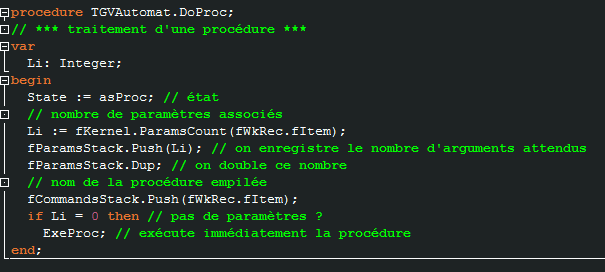 procedure TGVAutomat.DoProc;
// *** traitement d'une procédure ***
var
  Li: Integer;
begin
  State := asProc; // état
  // nombre de paramètres associés
  Li := fKernel.ParamsCount(fWkRec.fItem);
  fParamsStack.Push(Li); // on enregistre le nombre d'arguments attendus
  fParamsStack.Dup; // on double ce nombre
  // nom de la procédure empilée
  fCommandsStack.Push(fWkRec.fItem);
  if Li = 0 then // pas de paramètres ?
    ExeProc; // exécute immédiatement la procédure
end;